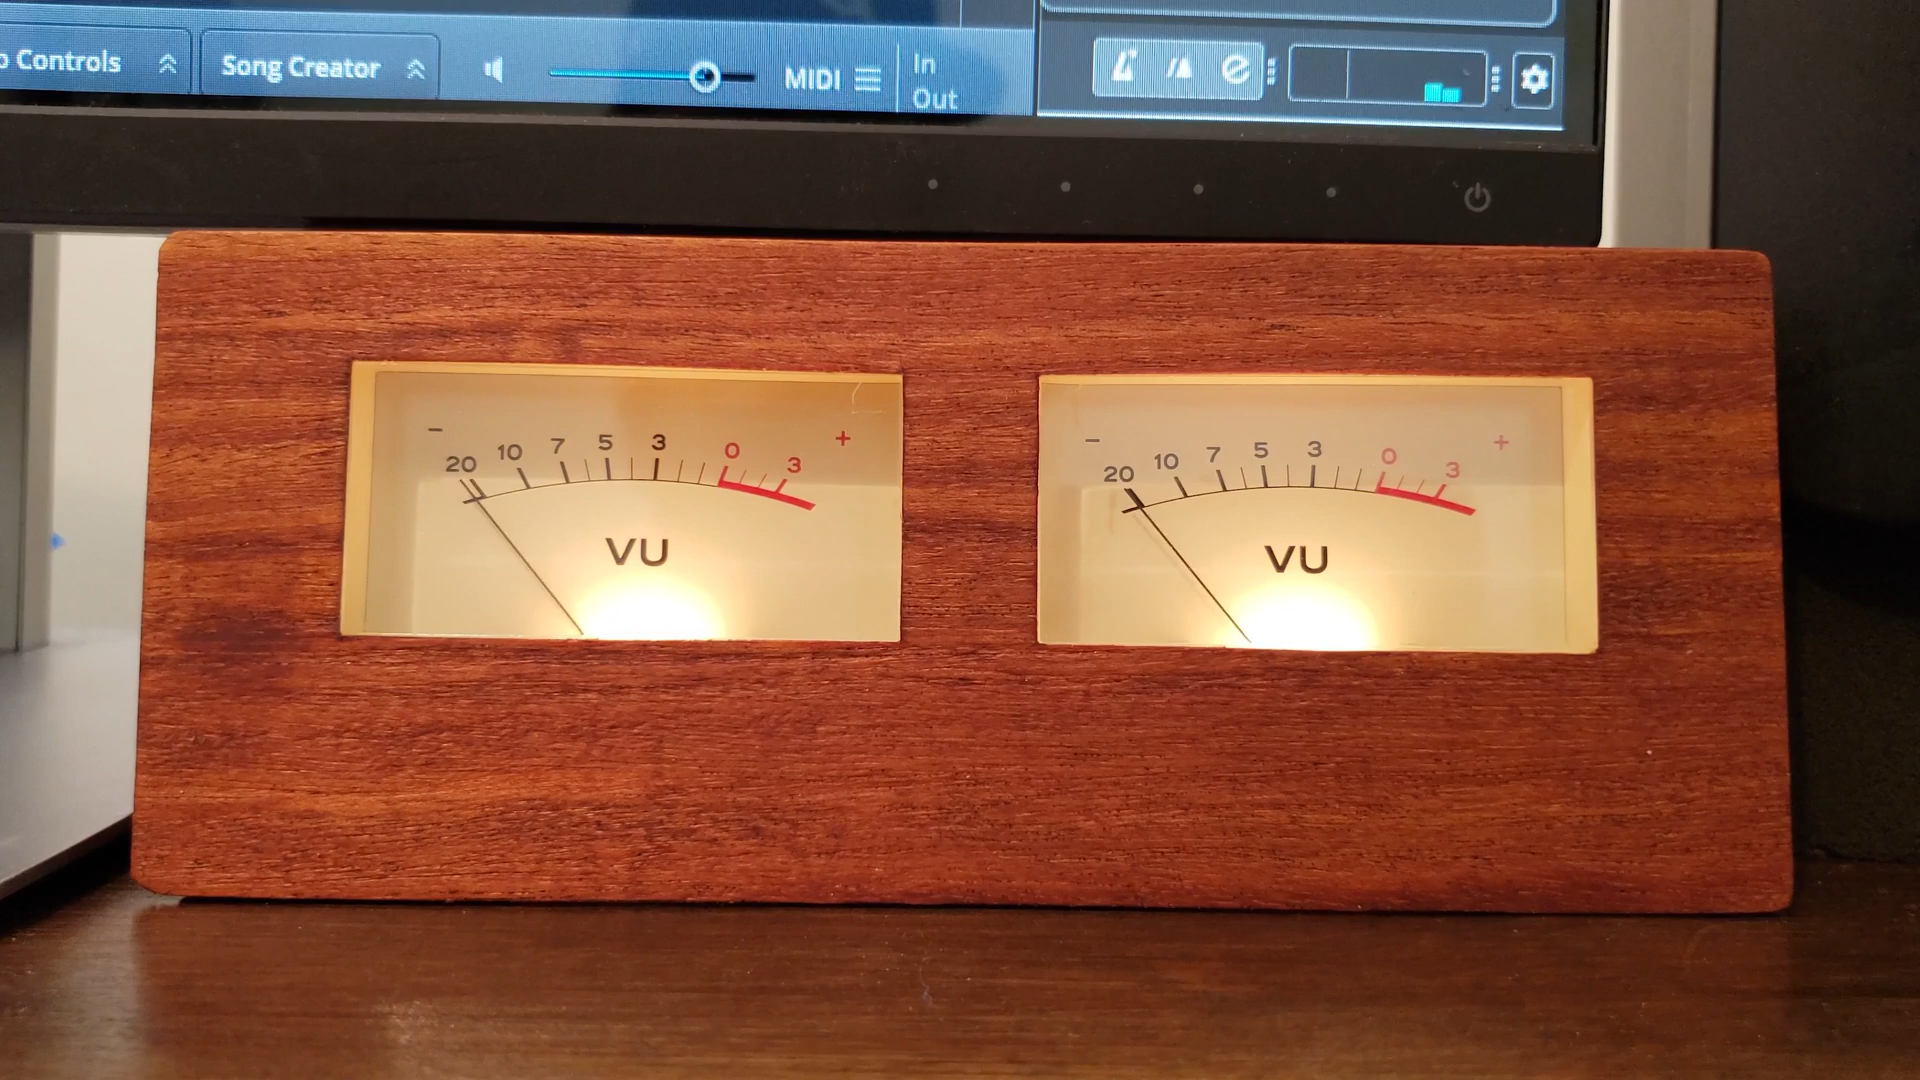 Controls
Song Creator
MIDI
In
Out
- 20 10 7 5 3 0 3 +
VU
- 20 10 7 5 3 0 3 +
VU